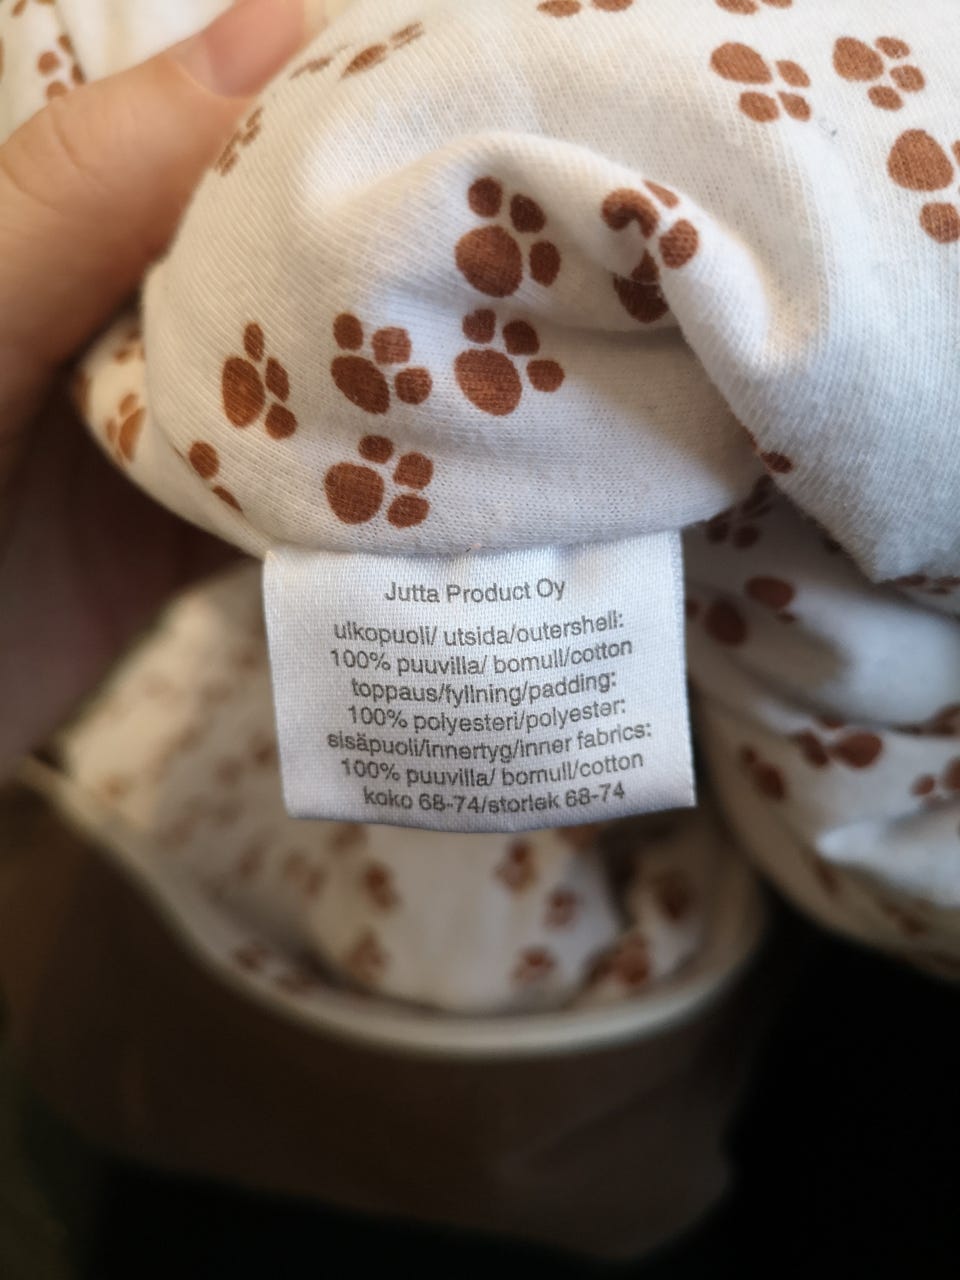 Jutta Product Oy
ulkopuoli/ utsida/outershell:
100% puuvilla/ bomull/cotton
toppaus/fyllning/padding:
100% polyesteri/polyester:
sisäpuoli/innertyg/inner fabrics:
100% puuvilla/ bomull/cotton
koko 68-74/storlek 68-74